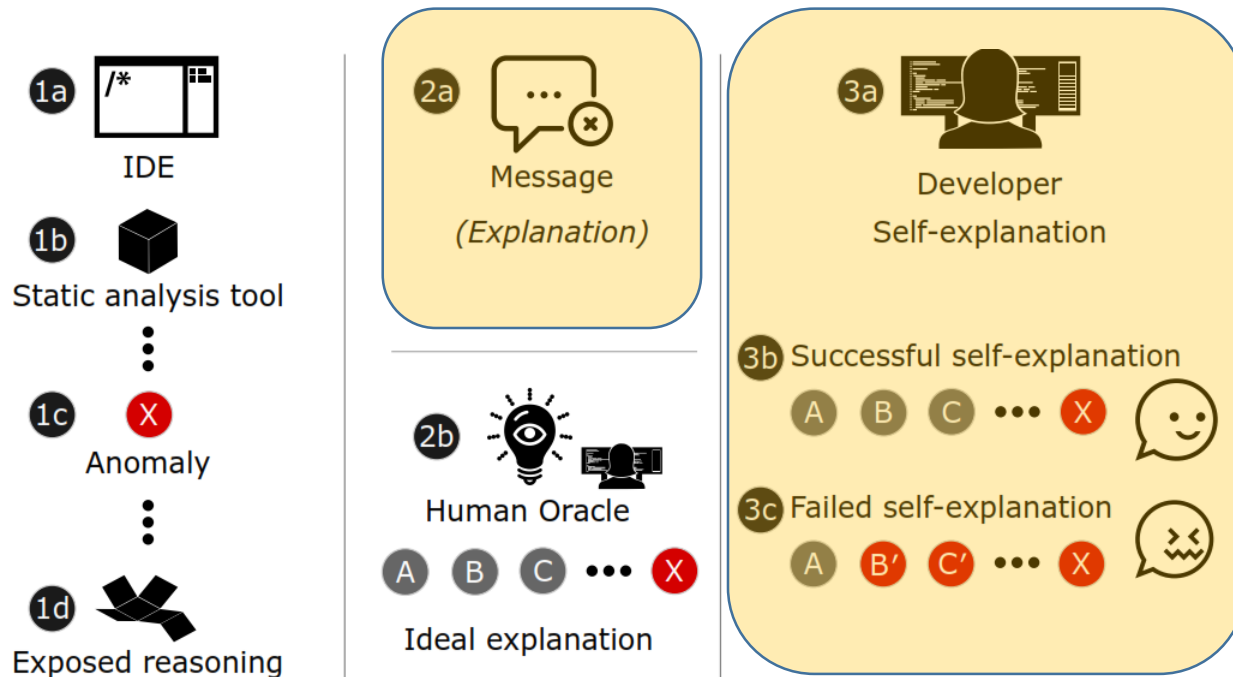 1a
/*
IDE
1b
Static analysis tool
1c X
Anomaly
1d
Exposed reasoning
2a
Message
(Explanation)
2b
Human Oracle
A B C ••• X
Ideal explanation
3a
Developer
Self-explanation
3b Successful self-explanation
A B C ••• X
3c Failed self-explanation
A B′ C′ ••• X